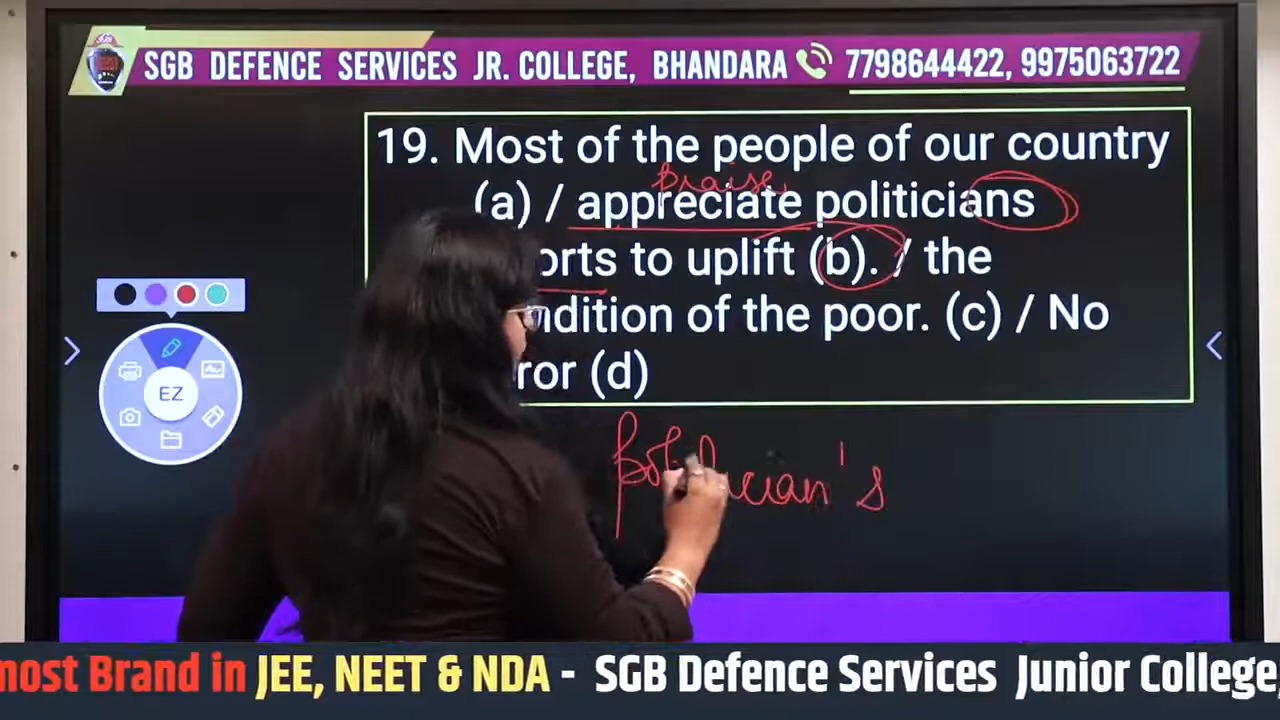 SGB DEFENCE SERVICES JR. COLLEGE, BHANDARA 7798644422, 9975063722
19. Most of the people of our country
praise
(a) / appreciate politicians
orts to uplift (b). / the
ndition of the poor. (c) / No
ror (d)
EZ
's
most Brand in JEE, NEET & NDA - SGB Defence Services Junior College,